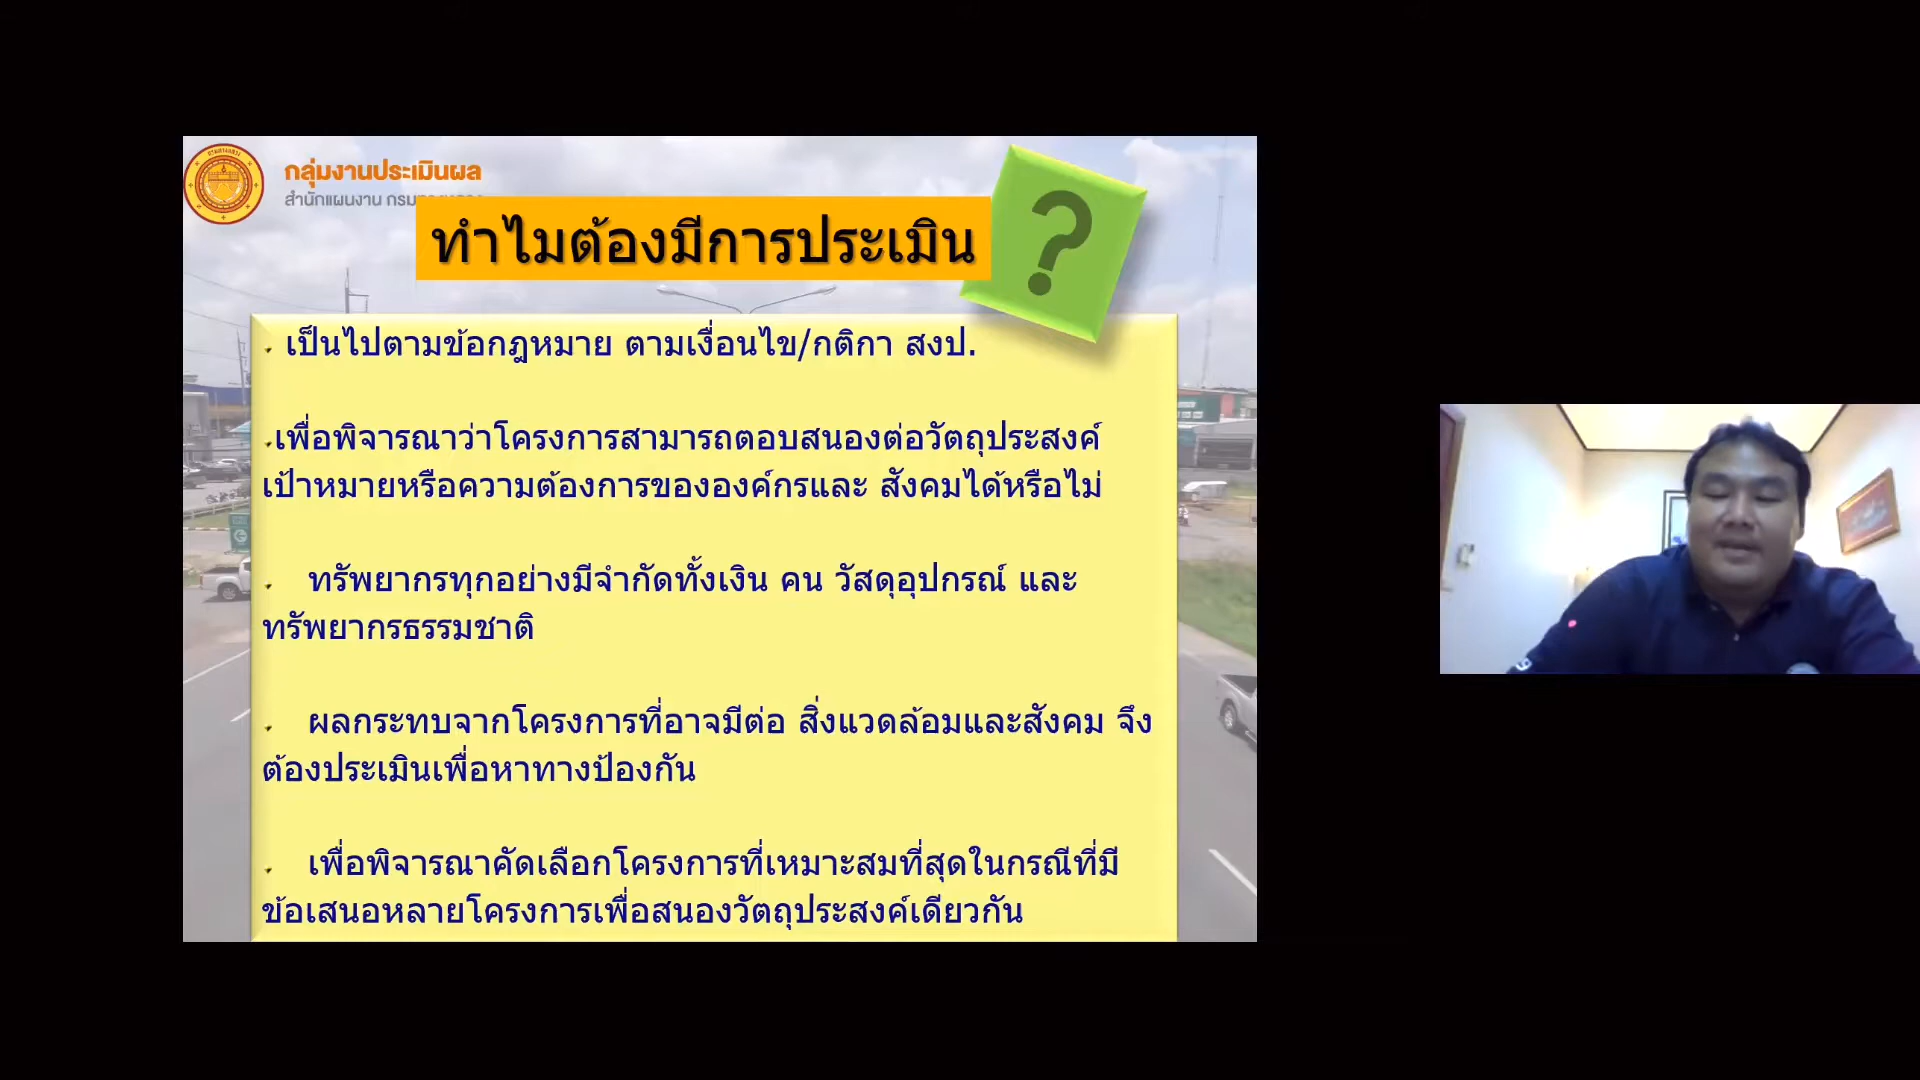 กลุ่มงานประเมินผล
สำนักแผนงาน
ทำไมต้องมีการประเมิน
?
เป็นไปตามข้อกฎหมาย ตามเงื่อนไข/กติกา สงป.
เพื่อพิจารณาว่าโครงการสามารถตอบสนองต่อวัตถุประสงค์
เป้าหมายหรือความต้องการขององค์กรและ สังคมได้หรือไม่
ทรัพยากรทุกอย่างมีจำกัดทั้งเงิน คน วัสดุอุปกรณ์ และ
ทรัพยากรธรรมชาติ
ผลกระทบจากโครงการที่อาจมีต่อ สิ่งแวดล้อมและสังคม จึง
ต้องประเมินเพื่อหาทางป้องกัน
เพื่อพิจารณาคัดเลือกโครงการที่เหมาะสมที่สุดในกรณีที่มี
ข้อเสนอหลายโครงการเพื่อสนองวัตถุประสงค์เดียวกัน